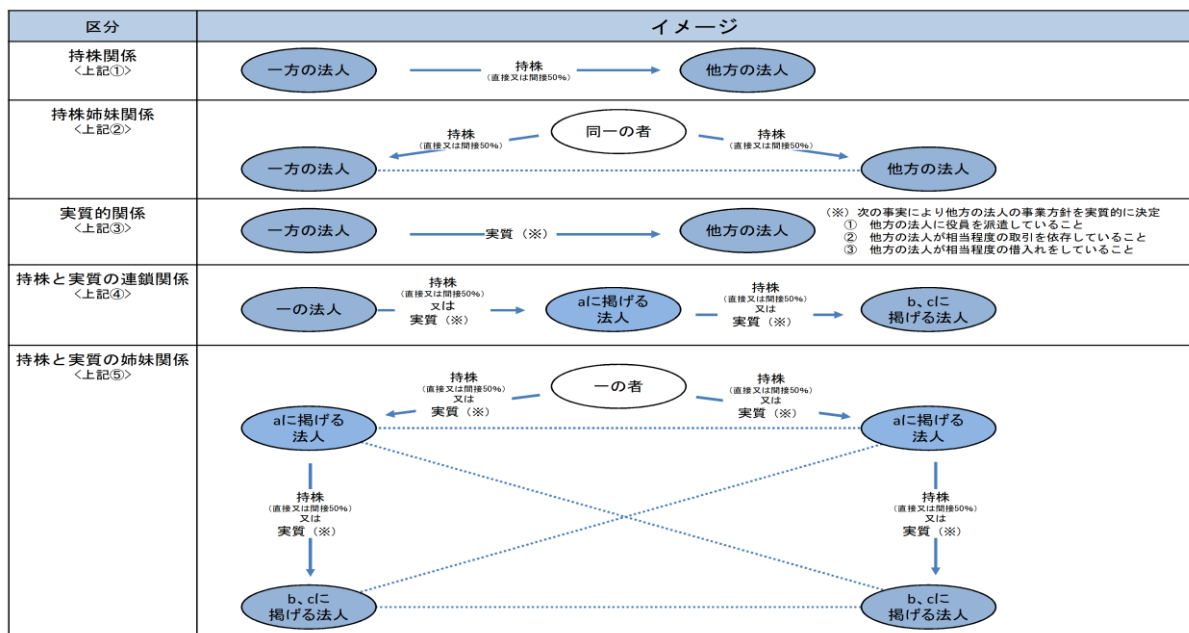 区分
イメージ
持株関係
<上記①>
一方の法人
持株
(直接又は間接50%)
他方の法人
持株姉妹関係
<上記②>
同一の者
持株
(直接又は間接50%)
持株
(直接又は間接50%)
一方の法人
他方の法人
実質的関係
<上記③>
一方の法人
実質(※)
他方の法人
(※)次の事実により他方の法人の事業方針を実質的に決定
① 他方の法人に役員を派遣していること
② 他方の法人が相当程度の取引を依存していること
③ 他方の法人が相当程度の借入れをしていること
持株と実質の連鎖関係
<上記④>
一の法人
持株
(直接又は間接50%)
又は
実質(※)
aに掲げる
法人
持株
(直接又は間接50%)
又は
実質(※)
b、cに
掲げる法人
持株と実質の姉妹関係
<上記⑤>
一の者
持株
(直接又は間接50%)
又は
実質(※)
持株
(直接又は間接50%)
又は
実質(※)
aに掲げる
法人
aに掲げる
法人
持株
(直接又は間接50%)
又は
実質(※)
持株
(直接又は間接50%)
又は
実質(※)
b、cに
掲げる法人
b、cに
掲げる法人